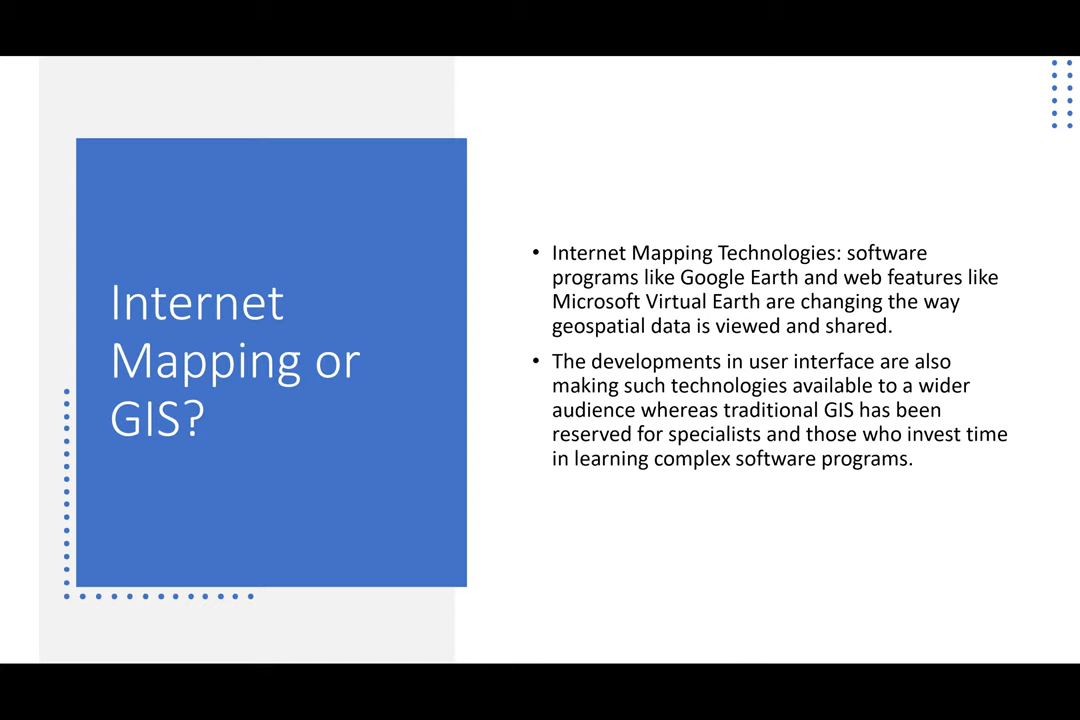 Internet
Mapping or
GIS?
• Internet Mapping Technologies: software
programs like Google Earth and web features like
Microsoft Virtual Earth are changing the way
geospatial data is viewed and shared.
• The developments in user interface are also
making such technologies available to a wider
audience whereas traditional GIS has been
reserved for specialists and those who invest time
in learning complex software programs.